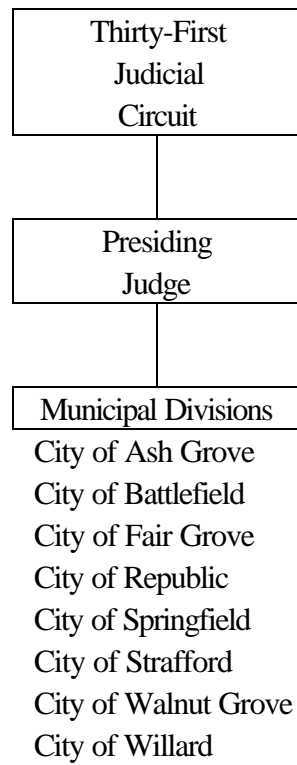 Thirty-First
Judicial
Circuit
Presiding
Judge
Municipal Divisions
City of Ash Grove
City of Battlefield
City of Fair Grove
City of Republic
City of Springfield
City of Strafford
City of Walnut Grove
City of Willard